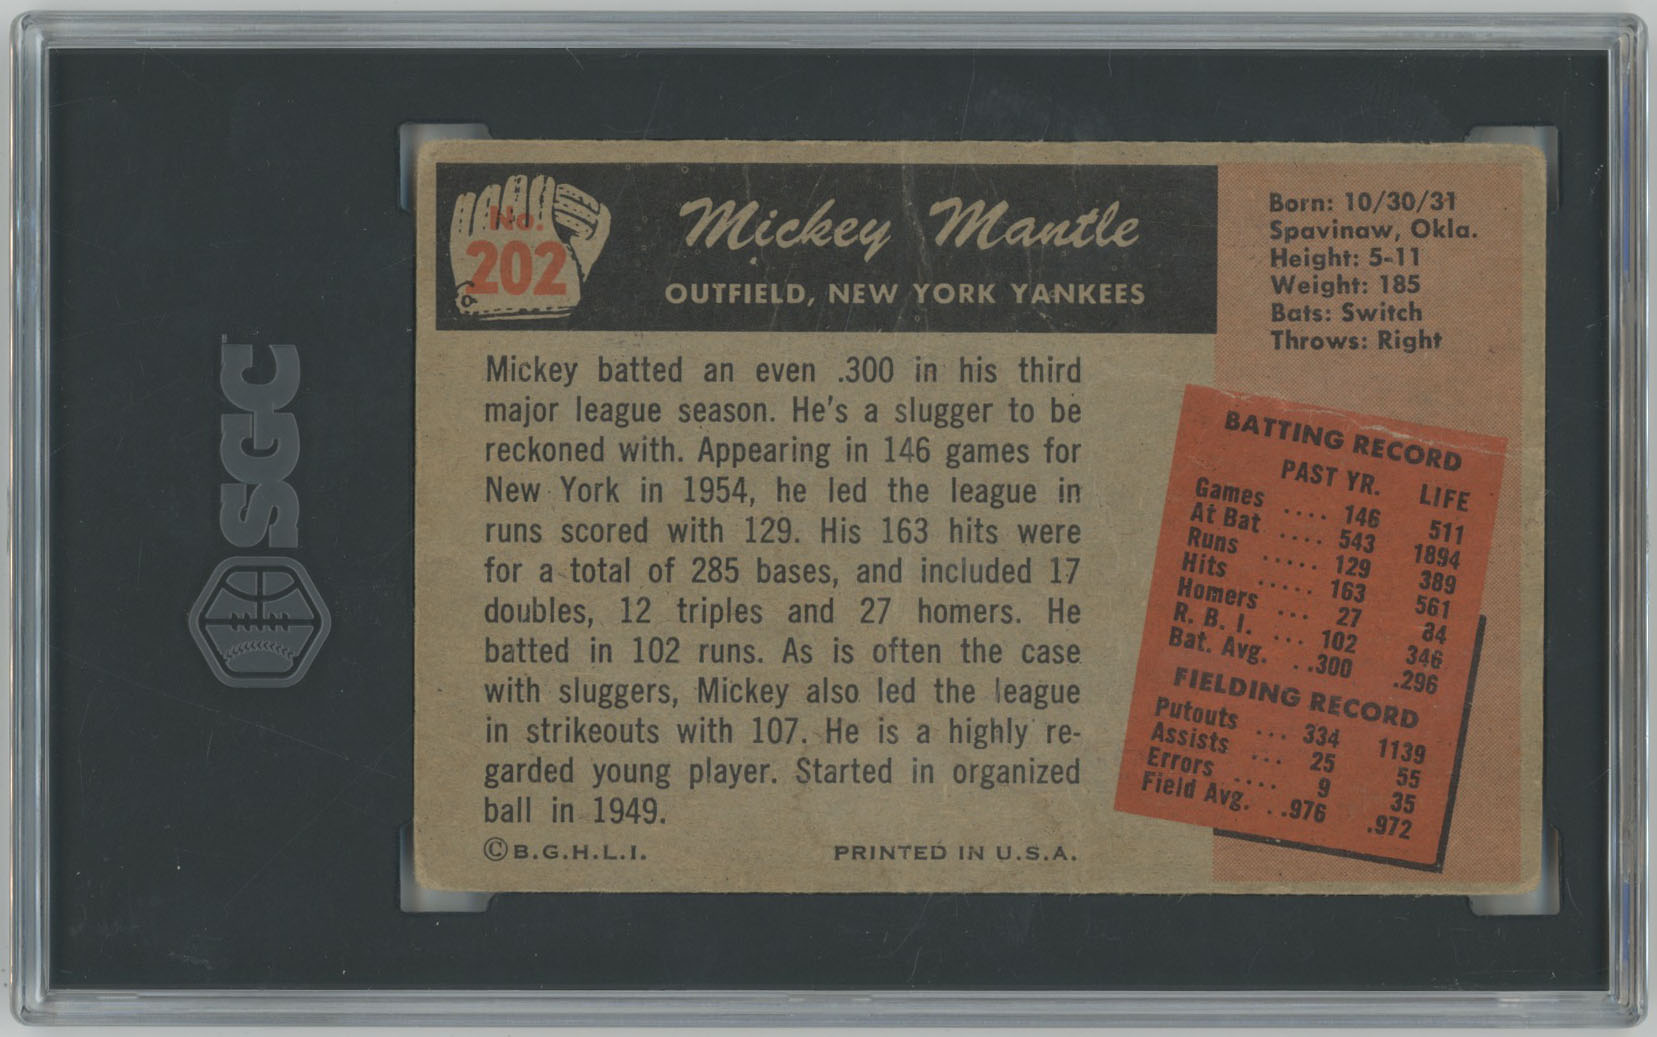 SGC
No.
202
Mickey Mantle
OUTFIELD, NEW YORK YANKEES
Born: 10/30/31
Spavinaw, Okla.
Height: 5-11
Weight: 185
Bats: Switch
Throws: Right
Mickey batted an even .300 in his third
major league season. He's a slugger to be
reckoned with. Appearing in 146 games for
New York in 1954, he led the league in
runs scored with 129. His 163 hits were
for a total of 285 bases, and included 17
doubles, 12 triples and 27 homers. He
batted in 102 runs. As is often the case
with sluggers, Mickey also led the league
in strikeouts with 107. He is a highly re-
garded young player. Started in organized
ball in 1949.
©B.G.H.L.I. PRINTED IN U.S.A.
BATTING RECORD
PAST YR. LIFE
Games .... 146 511
At Bat .... 543 1894
Runs ..... 129 389
Hits ..... 163 561
Homers ... 27 84
R. B. I. ... 102 346
Bat. Avg. ..300 .296
FIELDING RECORD
Putouts ... 334 1139
Assists ... 25 55
Errors .... 9 35
Field Avg. ..976 .972